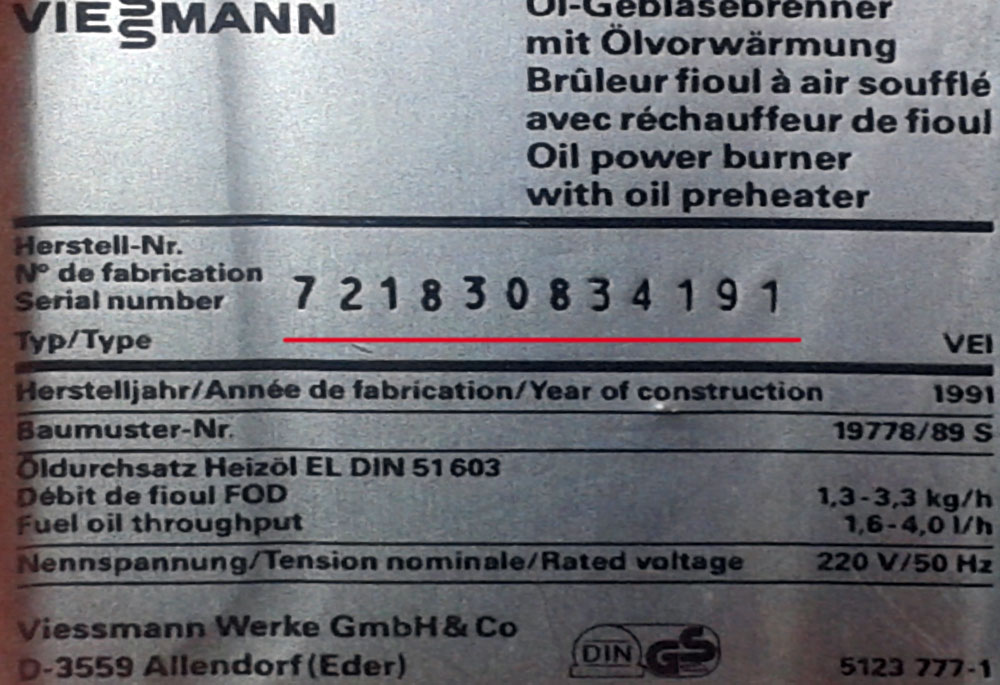 VIESSMANN
Öl-Gebläsebrenner
mit Ölvorwärmung
Brûleur fioul à air soufflé
avec réchauffeur de fioul
Oil power burner
with oil preheater
Herstell-Nr.
N° de fabrication
Serial number
7 2 1 8 3 0 8 3 4 1 9 1
Typ/Type VEI
Herstelljahr/Année de fabrication/Year of construction 1991
Baumuster-Nr. 19778/89 S
Öldurchsatz Heizöl EL DIN 51 603
Débit de fioul FOD 1,3-3,3 kg/h
Fuel oil throughput 1,6-4,0 l/h
Nennspannung/Tension nominale/Rated voltage 220 V/50 Hz
Viessmann Werke GmbH & Co
D-3559 Allendorf (Eder)
DIN GS
5123 777-1